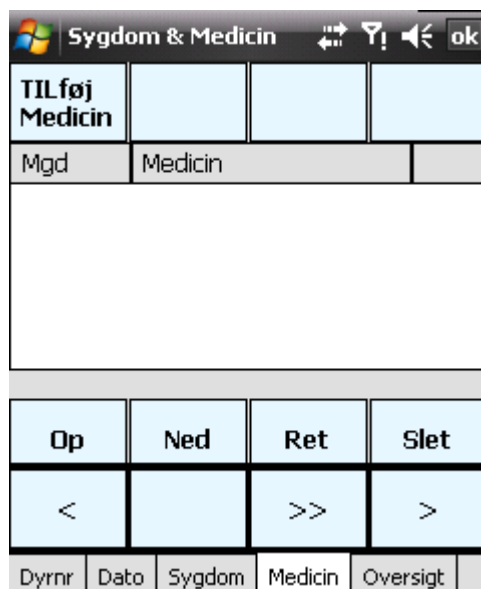 Sygdom & Medicin ok
TILføj
Medicin
Mgd Medicin
Op Ned Ret Slet
< >> >
Dyrnr Dato Sygdom Medicin Oversigt